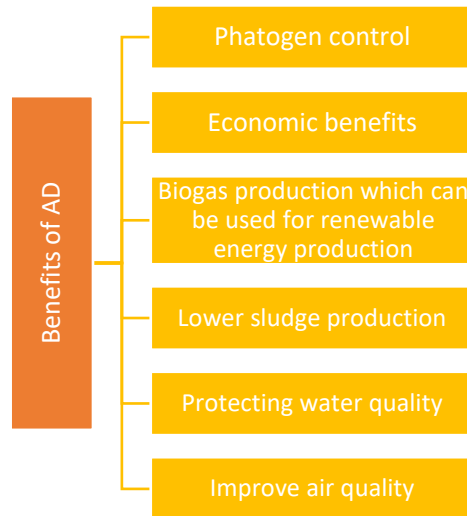 Benefits of AD
Phatogen control
Economic benefits
Biogas production which can
be used for renewable
energy production
Lower sludge production
Protecting water quality
Improve air quality